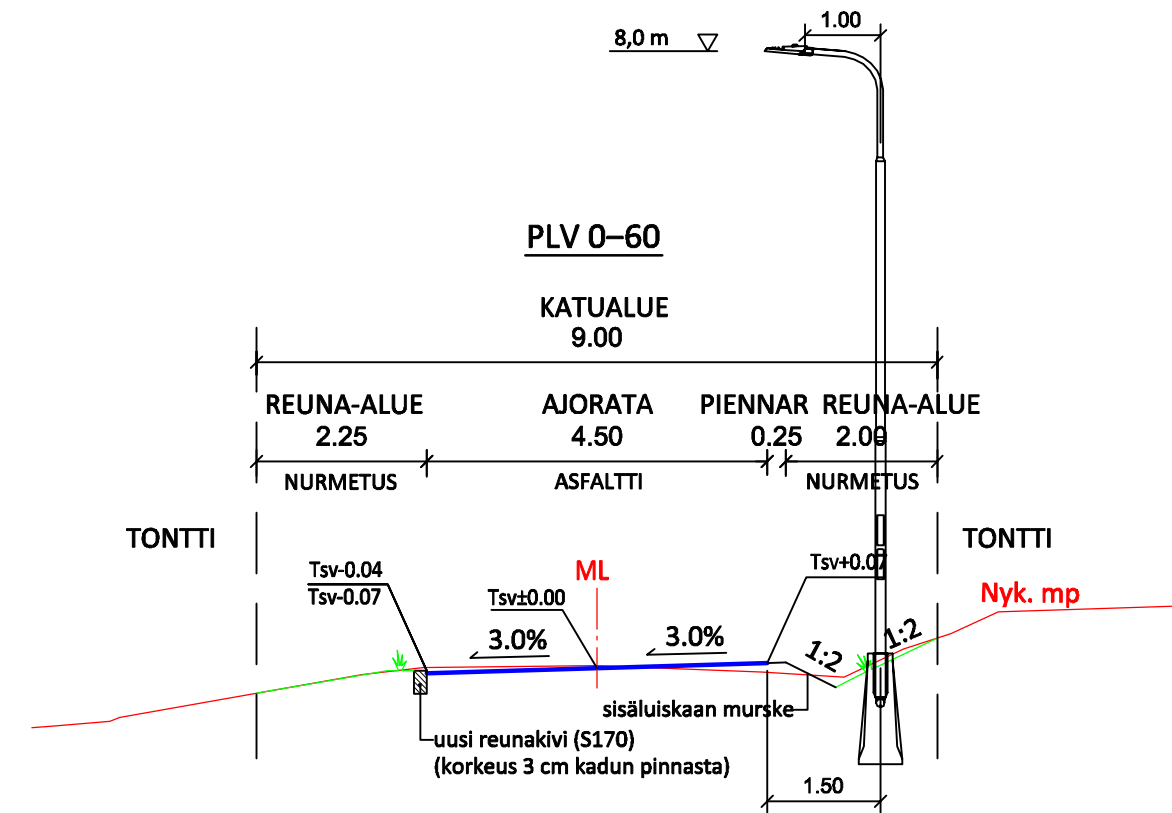 1.00
8,0 m
PLV 0–60
KATUALUE
9.00
REUNA-ALUE AJORATA PIENNAR REUNA-ALUE
2.25 4.50 0.25 2.00
NURMETUS ASFALTTI NURMETUS
TONTTI TONTTI
Tsv-0.04 ML Tsv+0.07
Tsv-0.07 Tsv±0.00 Nyk. mp
3.0% 3.0% 1:2 1:2
sisäluiskaan murske
uusi reunakivi (S170)
(korkeus 3 cm kadun pinnasta)
1.50